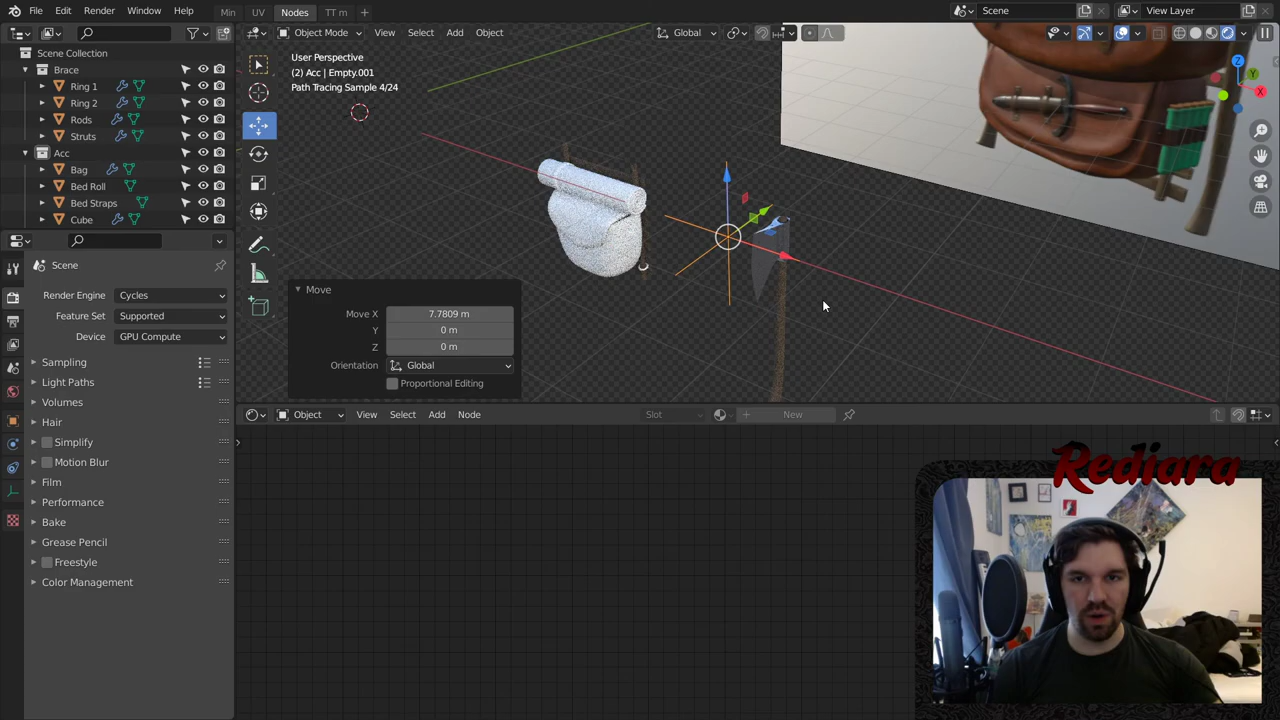 File Edit Render Window Help Min UV Nodes TT m + Scene View Layer
Object Mode View Select Add Object Global
Scene Collection
Brace
Ring 1
Ring 2
Rods
Struts
Acc
Bag
Bed Roll
Bed Straps
Cube
User Perspective
(2) Acc | Empty.001
Path Tracing Sample 4/24
Z
Y
X
Scene
Render Engine Cycles
Feature Set Supported
Device GPU Compute
Sampling
Light Paths
Volumes
Hair
Simplify
Motion Blur
Film
Performance
Bake
Grease Pencil
Freestyle
Color Management
Move
Move X 7.7809 m
Y 0 m
Z 0 m
Orientation Global
Proportional Editing
Object View Select Add Node Slot New
Rediara